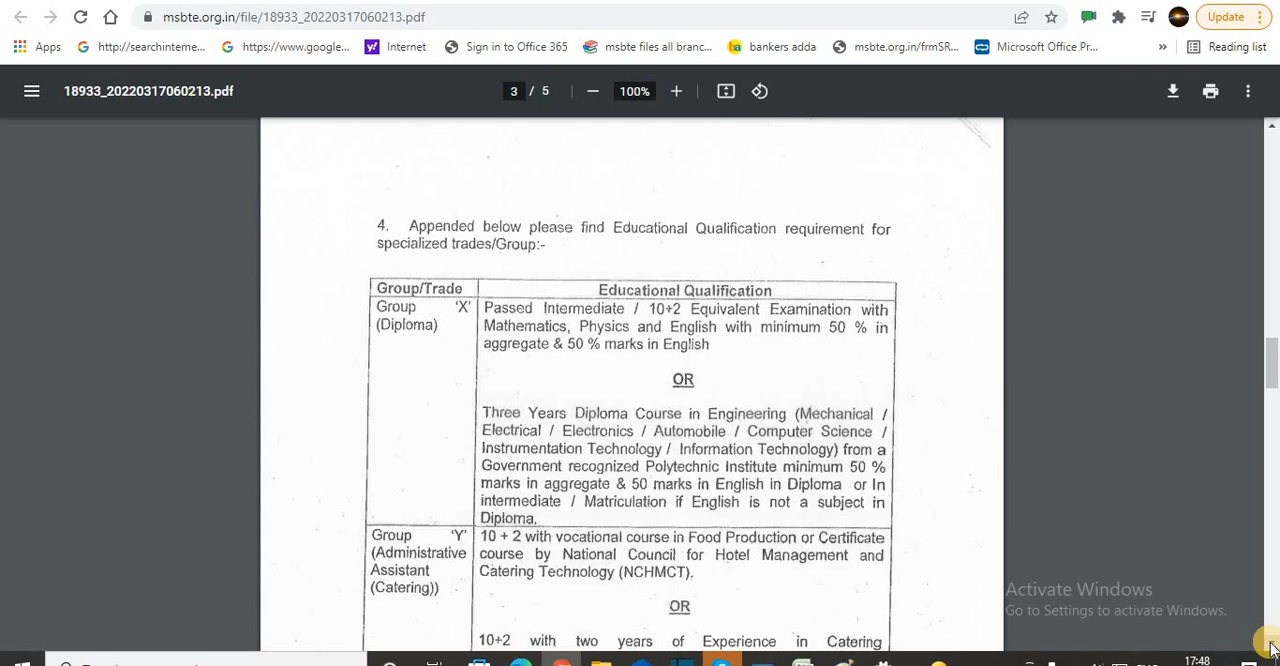 msbte.org.in/file/18933_20220317060213.pdf
Update
Apps
http://searchinterne...
https://www.google...
Internet
Sign in to Office 365
msbte files all branc...
bankers adda
msbte.org.in/frmSR...
Microsoft Office Pr...
»
Reading list
18933_20220317060213.pdf
3 / 5
100%
4. Appended below please find Educational Qualification requirement for
specialized trades/Group:-
Group/Trade Educational Qualification
Group 'X'
(Diploma)
Passed Intermediate / 10+2 Equivalent Examination with
Mathematics, Physics and English with minimum 50 % in
aggregate & 50 % marks in English
OR
Three Years Diploma Course in Engineering (Mechanical /
Electrical / Electronics / Automobile / Computer Science /
Instrumentation Technology / Information Technology) from a
Government recognized Polytechnic Institute minimum 50 %
marks in aggregate & 50 marks in English in Diploma or In
intermediate / Matriculation if English is not a subject in
Diploma.
Group 'Y'
(Administrative
Assistant
(Catering))
10 + 2 with vocational course in Food Production or Certificate
course by National Council for Hotel Management and
Catering Technology (NCHMCT).
OR
10+2 with two years of Experience in Catering
Activate Windows
Go to Settings to activate Windows.
17:48